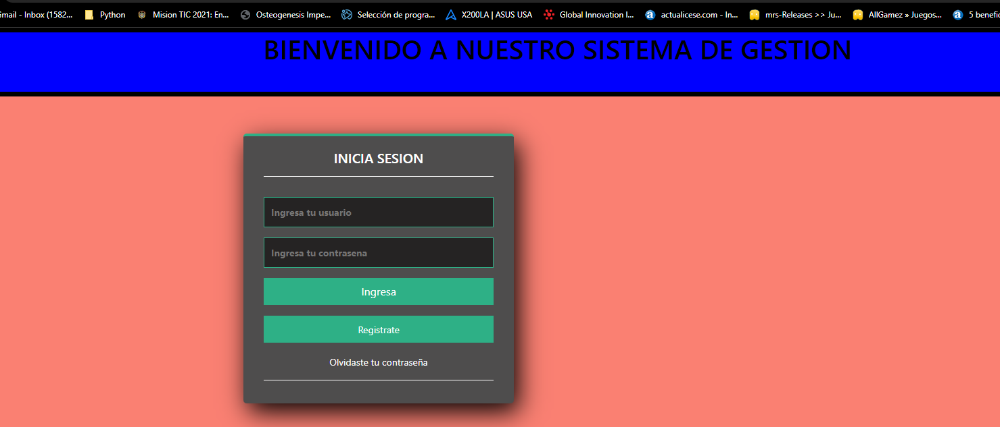 Gmail - Inbox (1582... Python Mision TIC 2021: En... Osteogenesis Impe... Selección de progra... X200LA | ASUS USA Global Innovation I... actualicese.com - In... mrs-Releases >> Ju... AllGamez » Juegos... 5 benefic
BIENVENIDO A NUESTRO SISTEMA DE GESTION
INICIA SESION
Ingresa tu usuario
Ingresa tu contrasena
Ingresa
Registrate
Olvidaste tu contraseña